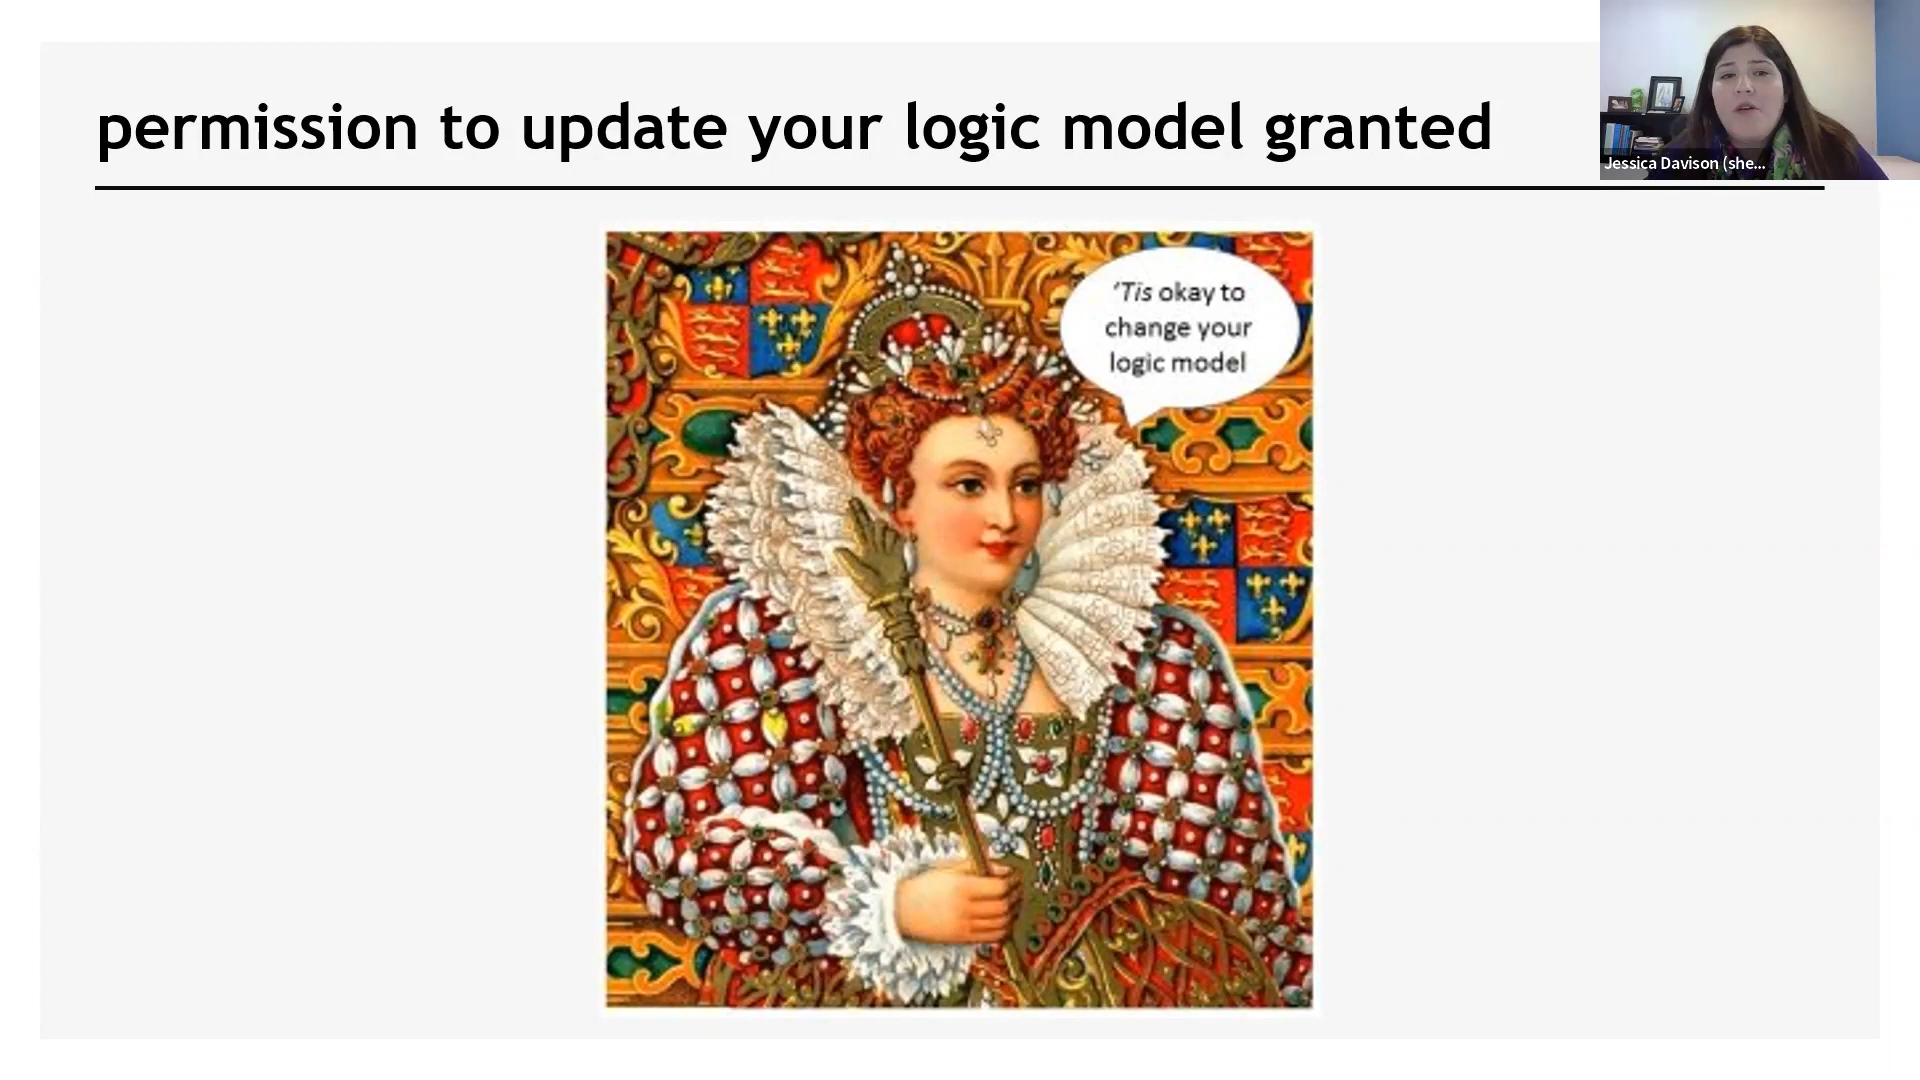 permission to update your logic model granted
Jessica Davison (she...
'Tis okay to
change your
logic model